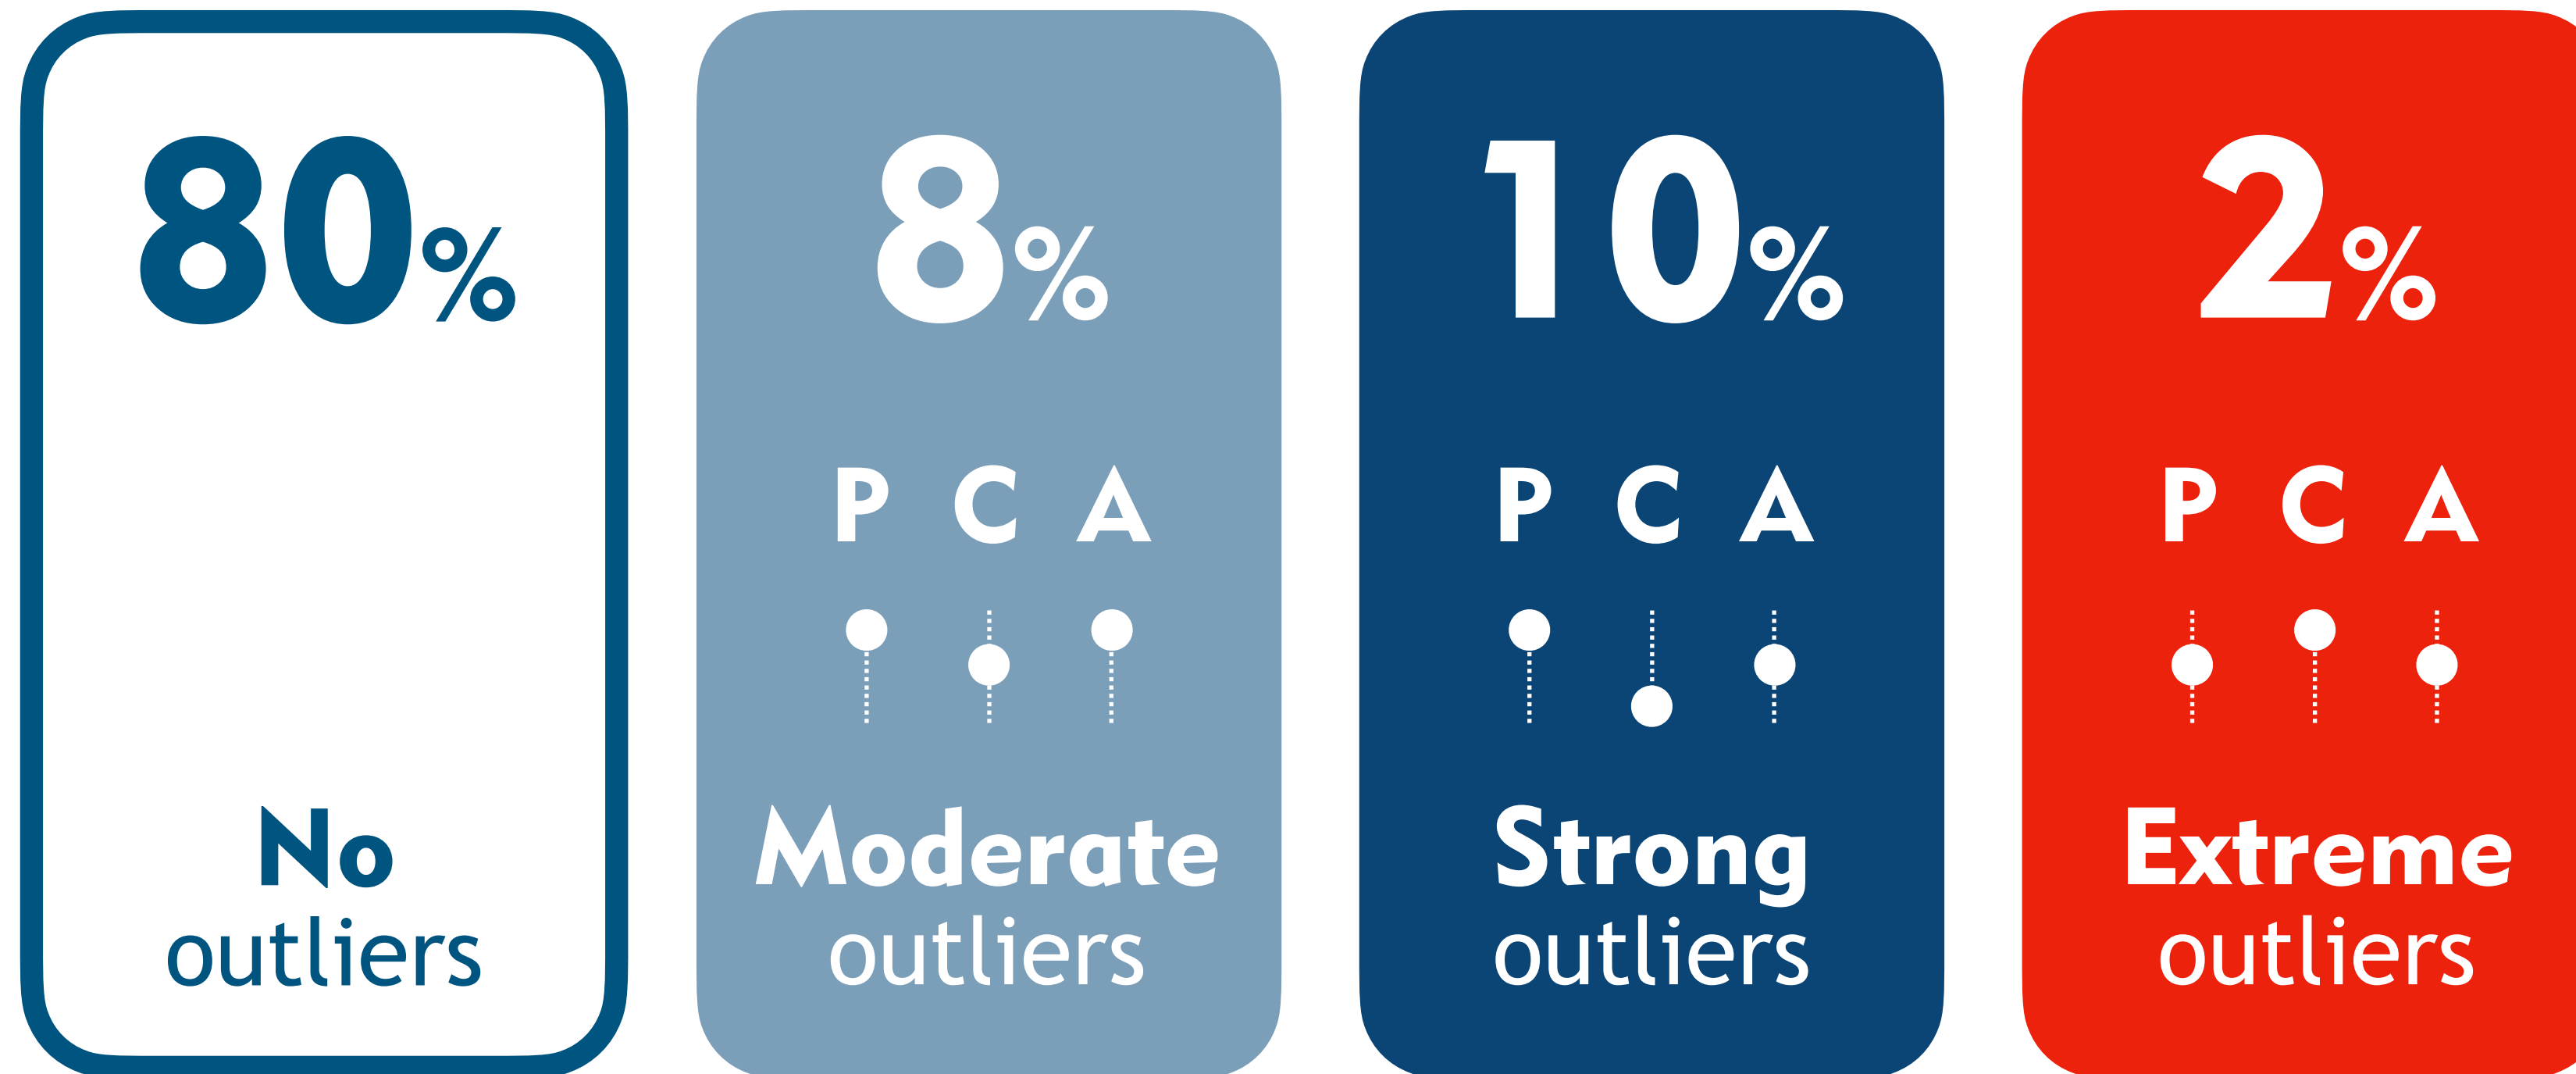 80%
No
outliers
8%
P C A
Moderate
outliers
10%
P C A
Strong
outliers
2%
P C A
Extreme
outliers